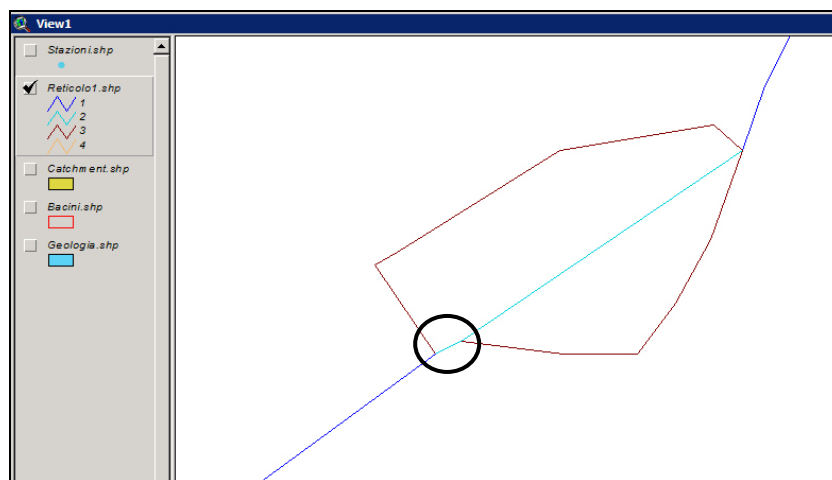 View1
Stazioni.shp
Reticolo1.shp
1
2
3
4
Catchment.shp
Bacini.shp
Geologia.shp